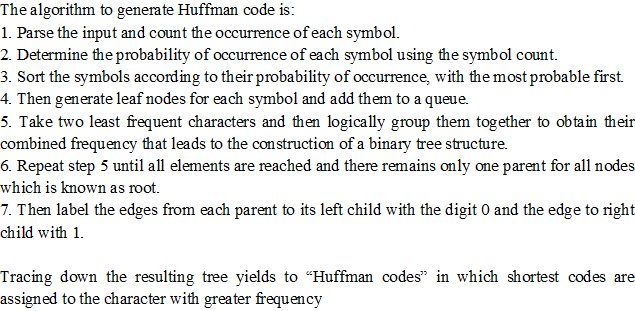 The algorithm to generate Huffman code is:
1. Parse the input and count the occurrence of each symbol.
2. Determine the probability of occurrence of each symbol using the symbol count.
3. Sort the symbols according to their probability of occurrence, with the most probable first.
4. Then generate leaf nodes for each symbol and add them to a queue.
5. Take two least frequent characters and then logically group them together to obtain their
combined frequency that leads to the construction of a binary tree structure.
6. Repeat step 5 until all elements are reached and there remains only one parent for all nodes
which is known as root.
7. Then label the edges from each parent to its left child with the digit 0 and the edge to right
child with 1.
Tracing down the resulting tree yields to “Huffman codes” in which shortest codes are
assigned to the character with greater frequency